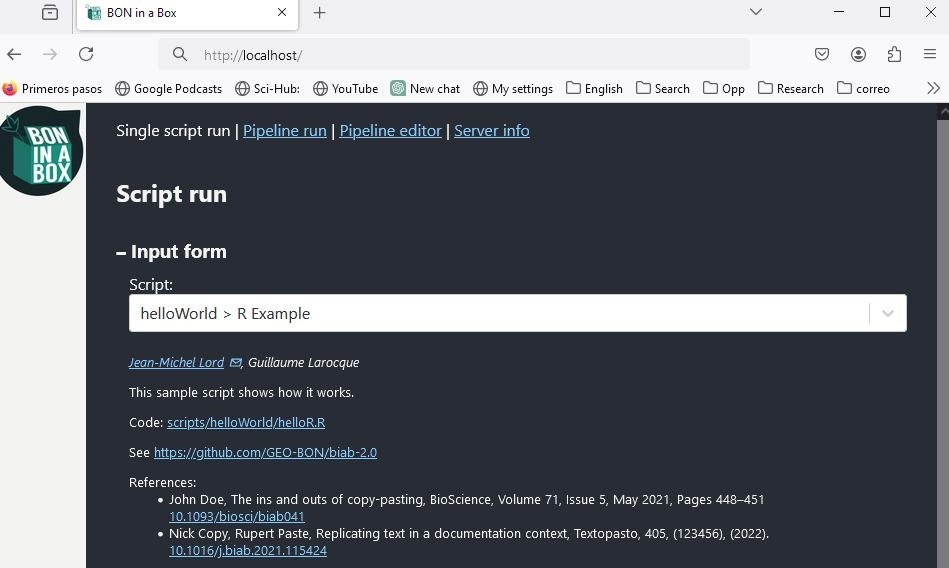 BON in a Box
http://localhost/
Primeros pasos Google Podcasts Sci-Hub: YouTube New chat My settings English Search Opp Research correo
BON
IN A
BOX
Single script run | Pipeline run | Pipeline editor | Server info
Script run
– Input form
Script:
helloWorld > R Example
Jean-Michel Lord , Guillaume Larocque
This sample script shows how it works.
Code: scripts/helloWorld/helloR.R
See https://github.com/GEO-BON/biab-2.0
References:
• John Doe, The ins and outs of copy-pasting, BioScience, Volume 71, Issue 5, May 2021, Pages 448–451
10.1093/biosci/biab041
• Nick Copy, Rupert Paste, Replicating text in a documentation context, Textopasto, 405, (123456), (2022).
10.1016/j.biab.2021.115424